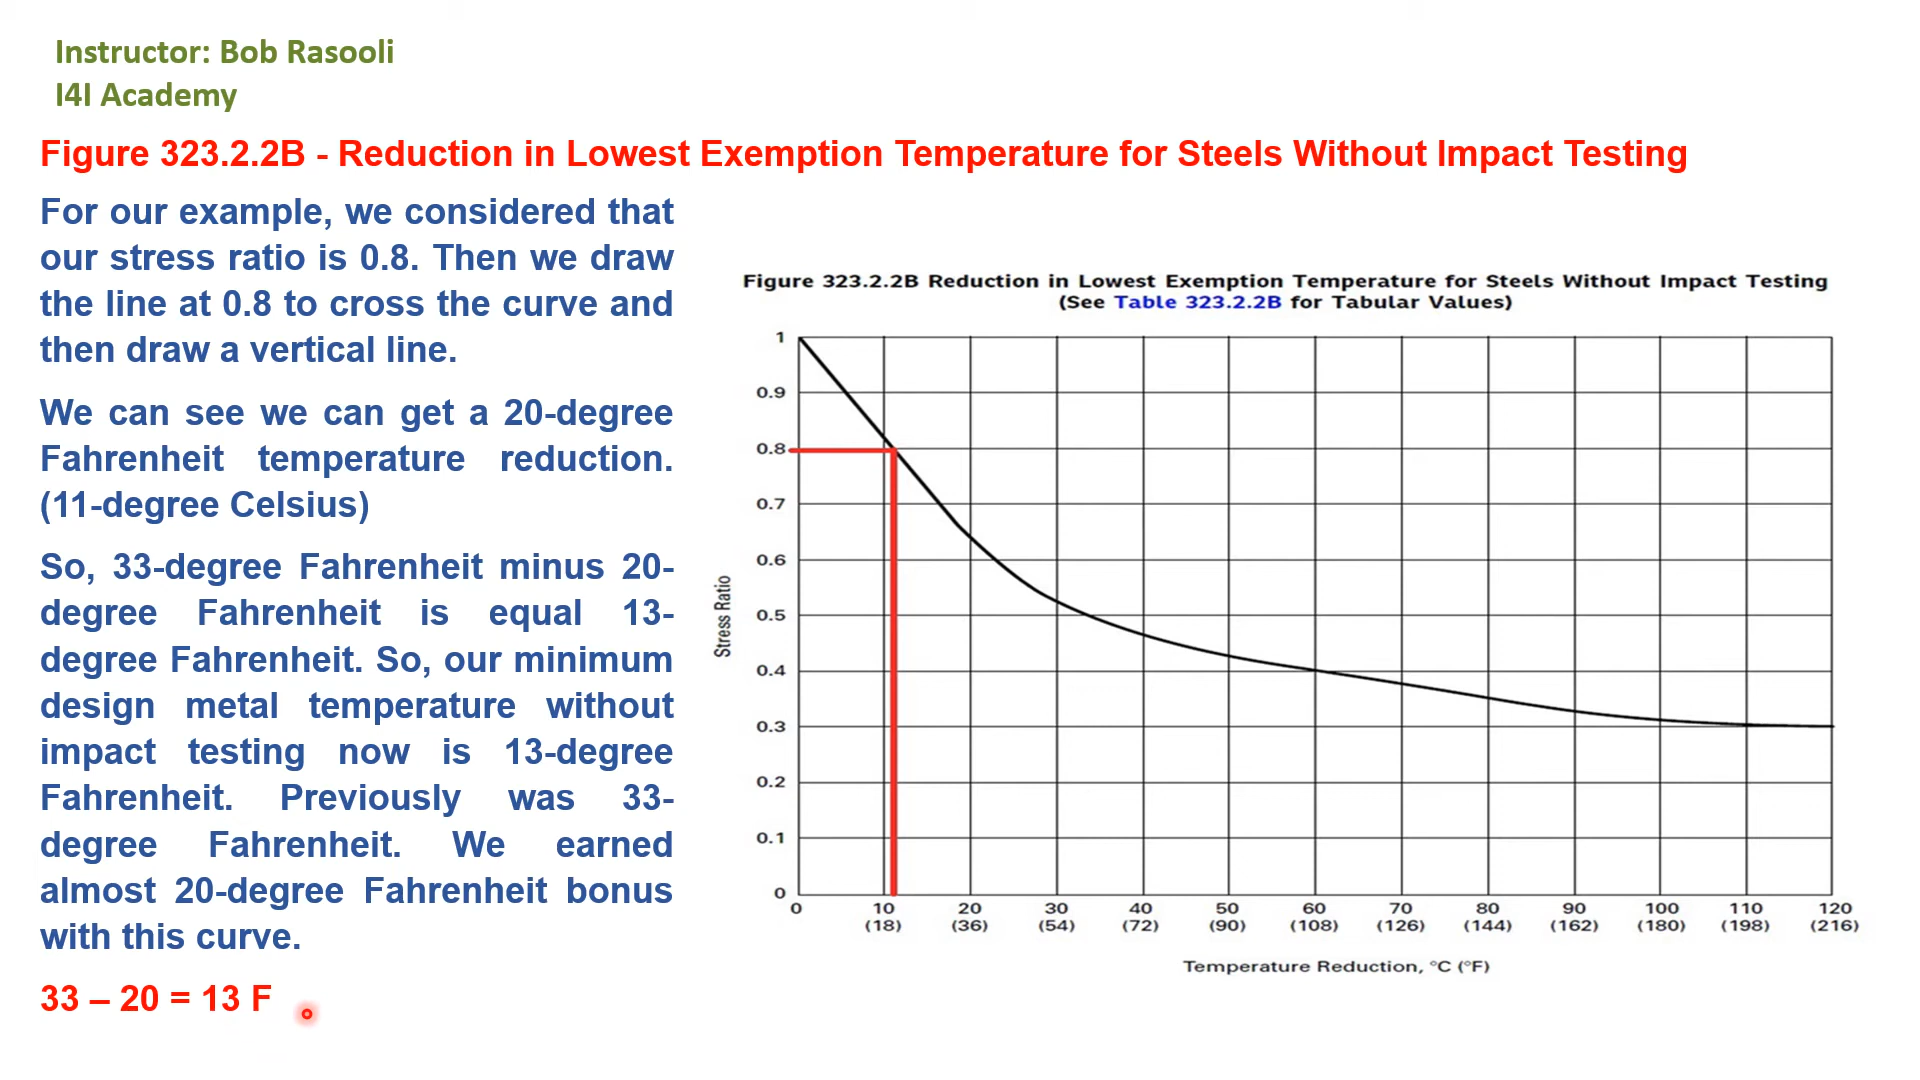 Instructor: Bob Rasooli
I4I Academy
Figure 323.2.2B - Reduction in Lowest Exemption Temperature for Steels Without Impact Testing
For our example, we considered that
our stress ratio is 0.8. Then we draw
the line at 0.8 to cross the curve and
then draw a vertical line.
We can see we can get a 20-degree
Fahrenheit temperature reduction.
(11-degree Celsius)
So, 33-degree Fahrenheit minus 20-
degree Fahrenheit is equal 13-
degree Fahrenheit. So, our minimum
design metal temperature without
impact testing now is 13-degree
Fahrenheit. Previously was 33-
degree Fahrenheit. We earned
almost 20-degree Fahrenheit bonus
with this curve.
33 – 20 = 13 F
Figure 323.2.2B Reduction in Lowest Exemption Temperature for Steels Without Impact Testing
(See Table 323.2.2B for Tabular Values)
1
0.9
0.8
0.7
0.6
0.5
0.4
0.3
0.2
0.1
0
Stress Ratio
0 10 20 30 40 50 60 70 80 90 100 110 120
(18) (36) (54) (72) (90) (108) (126) (144) (162) (180) (198) (216)
Temperature Reduction, °C (°F)